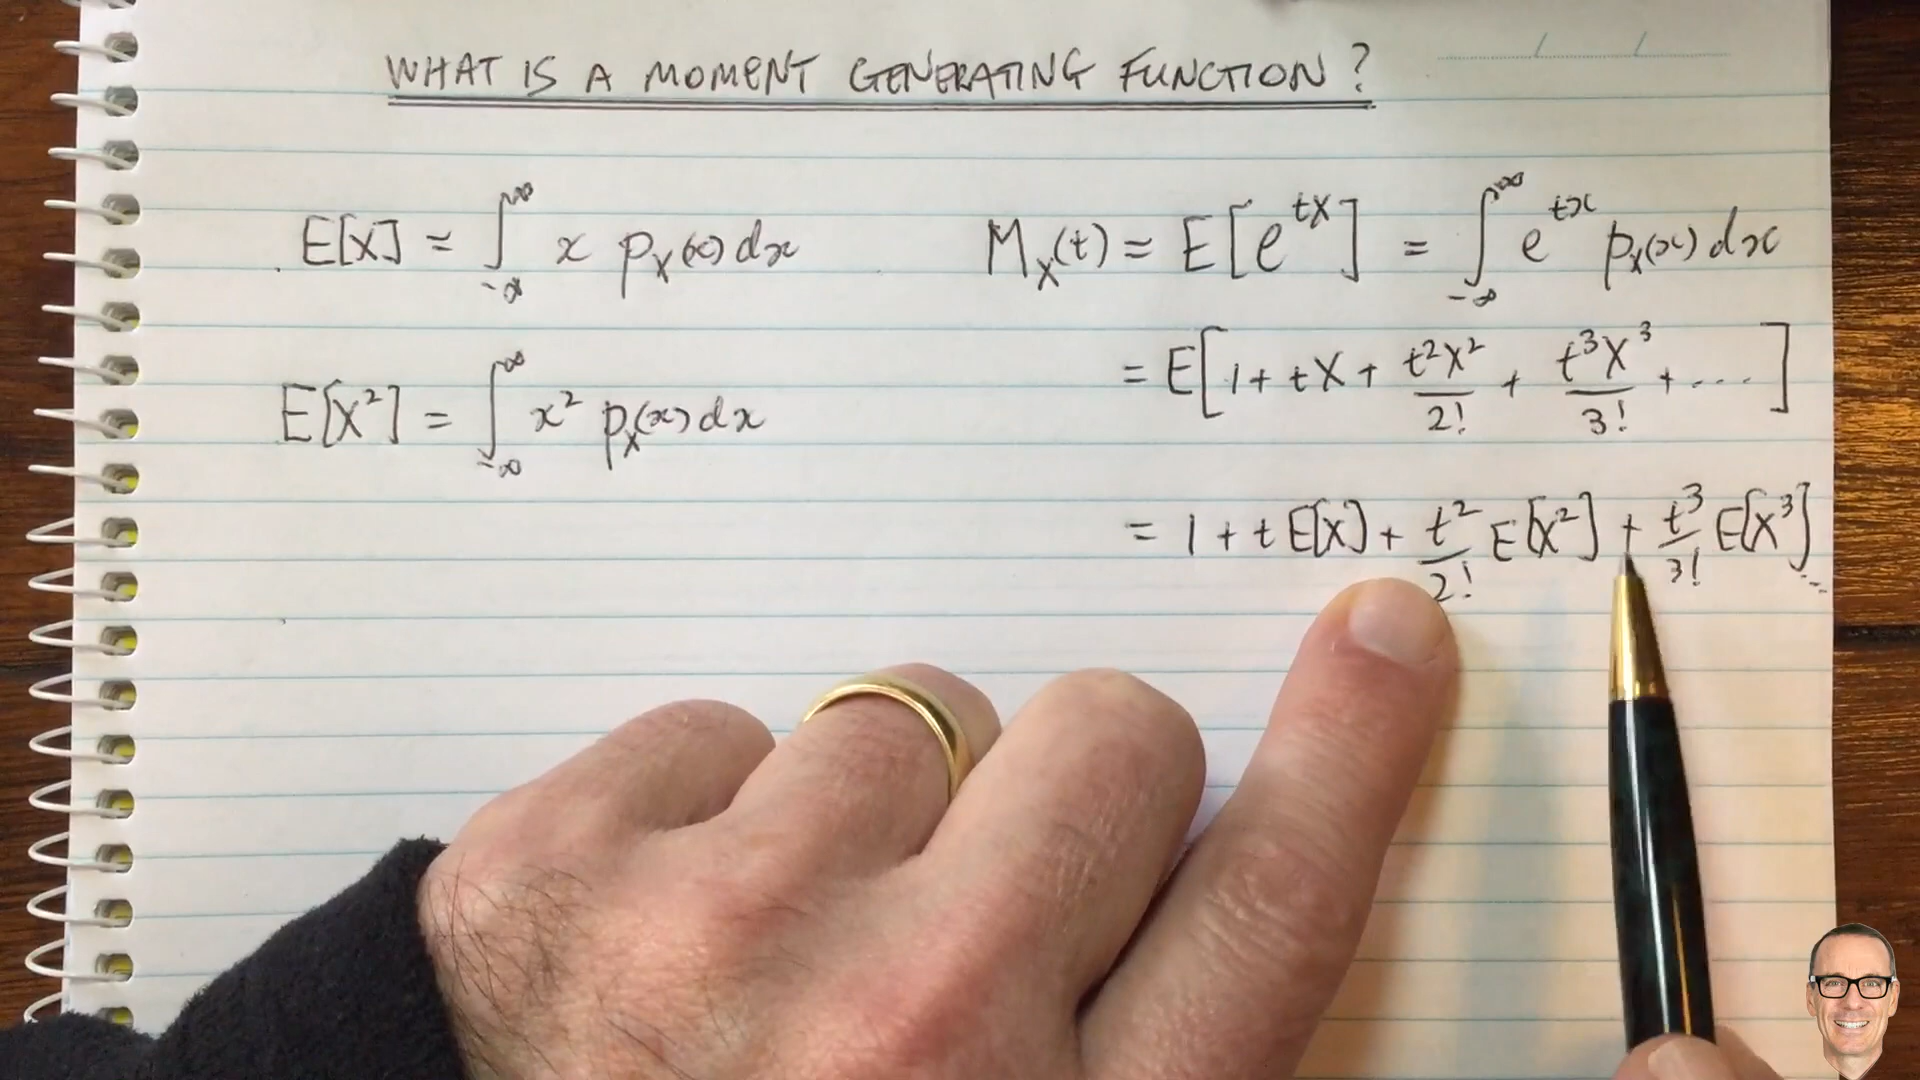 WHAT IS A MOMENT GENERATING FUNCTION?
E[X] = ∫_{-∞}^{∞} x p_X(x) dx
E[X²] = ∫_{-∞}^{∞} x² p_X(x) dx
M_X(t) = E[e^{tX}] = ∫_{-∞}^{∞} e^{tx} p_X(x) dx
= E[1 + tX + t²X²/2! + t³X³/3! + ....]
= 1 + t E[X] + t²/2! E[X²] + t³/3! E[X³] ...